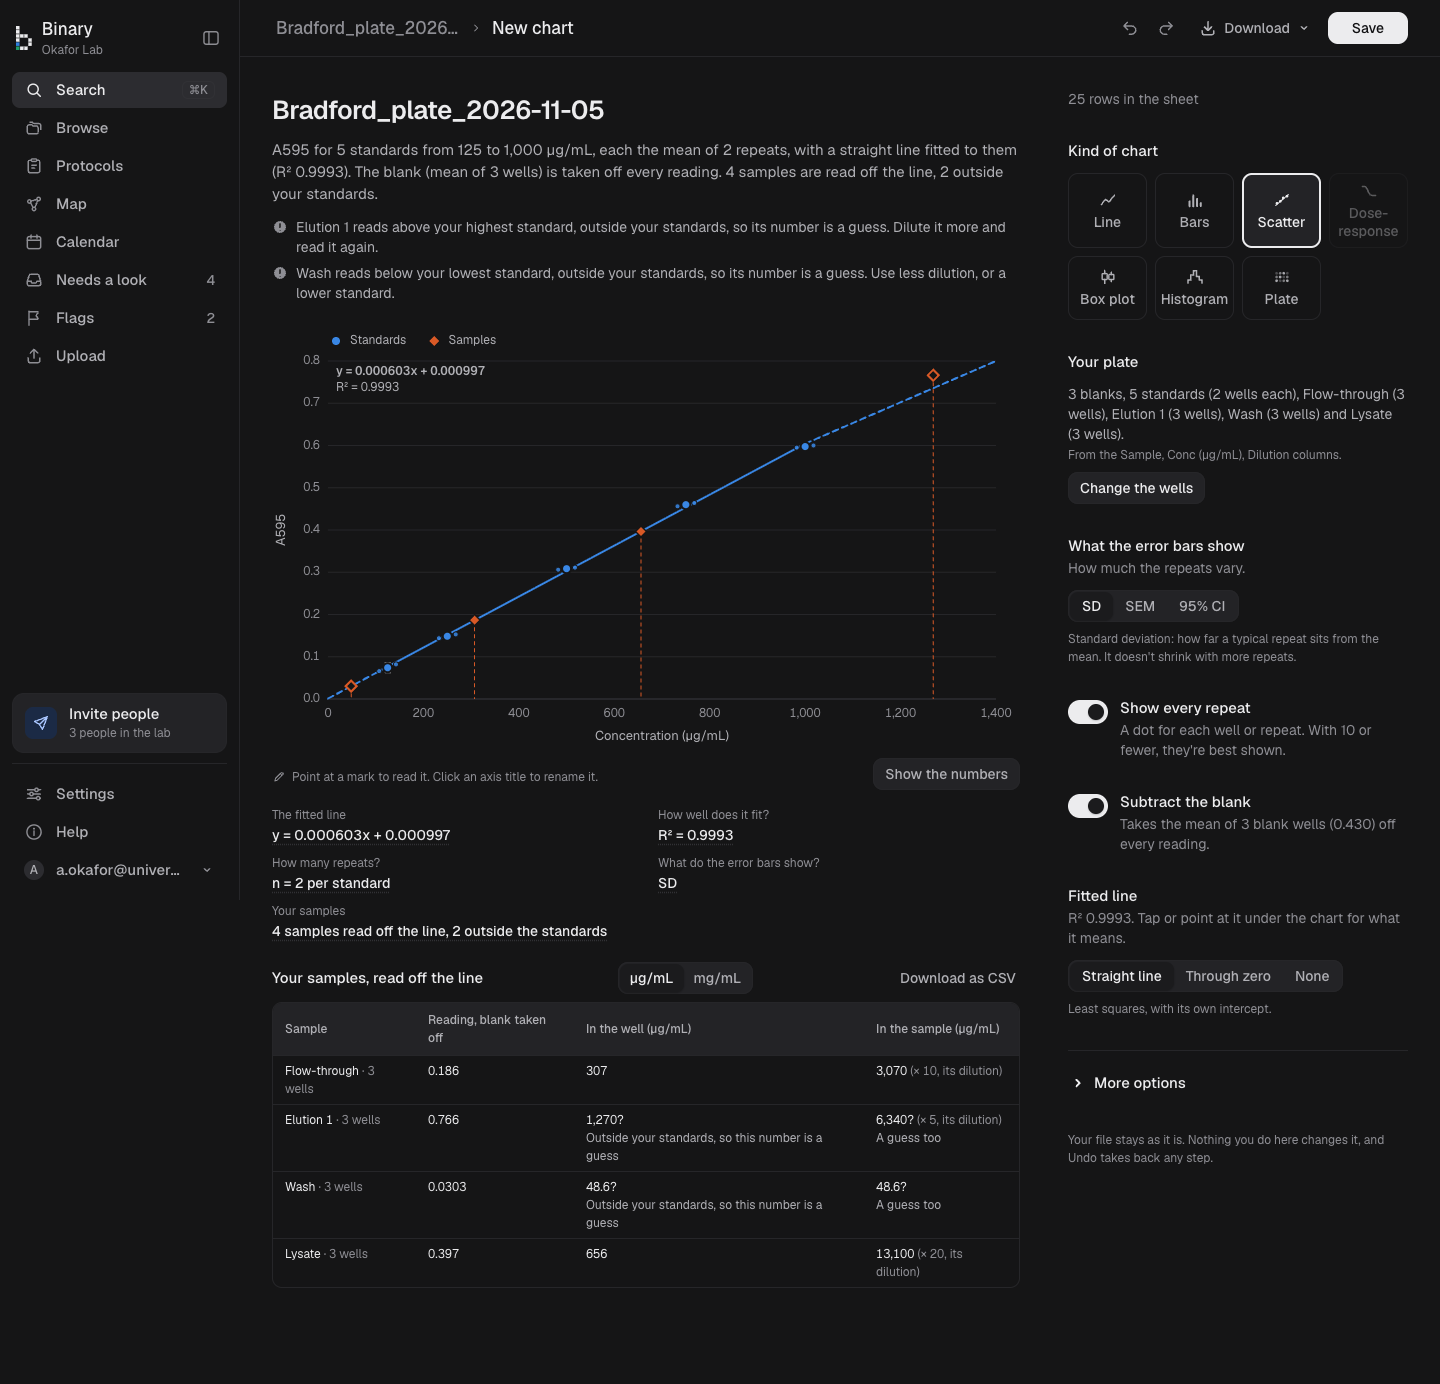 Binary
Okafor Lab
Search ⌘K
Browse
Protocols
Map
Calendar
Needs a look 4
Flags 2
Upload
Invite people
3 people in the lab
Settings
Help
A a.okafor@univer...
Bradford_plate_2026... › New chart
Download
Save
Bradford_plate_2026-11-05
A595 for 5 standards from 125 to 1,000 µg/mL, each the mean of 2 repeats, with a straight line fitted to them
(R² 0.9993). The blank (mean of 3 wells) is taken off every reading. 4 samples are read off the line, 2 outside
your standards.
Elution 1 reads above your highest standard, outside your standards, so its number is a guess. Dilute it more and
read it again.
Wash reads below your lowest standard, outside your standards, so its number is a guess. Use less dilution, or a
lower standard.
Standards Samples
y = 0.000603x + 0.000997
R² = 0.9993
0.8
0.7
0.6
0.5
0.4
0.3
0.2
0.1
0.0
A595
0 200 400 600 800 1,000 1,200 1,400
Concentration (µg/mL)
Point at a mark to read it. Click an axis title to rename it.
Show the numbers
The fitted line
y = 0.000603x + 0.000997
How well does it fit?
R² = 0.9993
How many repeats?
n = 2 per standard
What do the error bars show?
SD
Your samples
4 samples read off the line, 2 outside the standards
Your samples, read off the line
µg/mL mg/mL
Download as CSV
Sample
Reading, blank taken
off
In the well (µg/mL)
In the sample (µg/mL)
Flow-through · 3
wells
0.186
307
3,070 (× 10, its dilution)
Elution 1 · 3 wells
0.766
1,270?
Outside your standards, so this number is a
guess
6,340? (× 5, its dilution)
A guess too
Wash · 3 wells
0.0303
48.6?
Outside your standards, so this number is a
guess
48.6?
A guess too
Lysate · 3 wells
0.397
656
13,100 (× 20, its
dilution)
25 rows in the sheet
Kind of chart
Line
Bars
Scatter
Dose-
response
Box plot
Histogram
Plate
Your plate
3 blanks, 5 standards (2 wells each), Flow-through (3
wells), Elution 1 (3 wells), Wash (3 wells) and Lysate
(3 wells).
From the Sample, Conc (µg/mL), Dilution columns.
Change the wells
What the error bars show
How much the repeats vary.
SD SEM 95% CI
Standard deviation: how far a typical repeat sits from the
mean. It doesn't shrink with more repeats.
Show every repeat
A dot for each well or repeat. With 10 or
fewer, they're best shown.
Subtract the blank
Takes the mean of 3 blank wells (0.430) off
every reading.
Fitted line
R² 0.9993. Tap or point at it under the chart for what
it means.
Straight line Through zero None
Least squares, with its own intercept.
More options
Your file stays as it is. Nothing you do here changes it, and
Undo takes back any step.